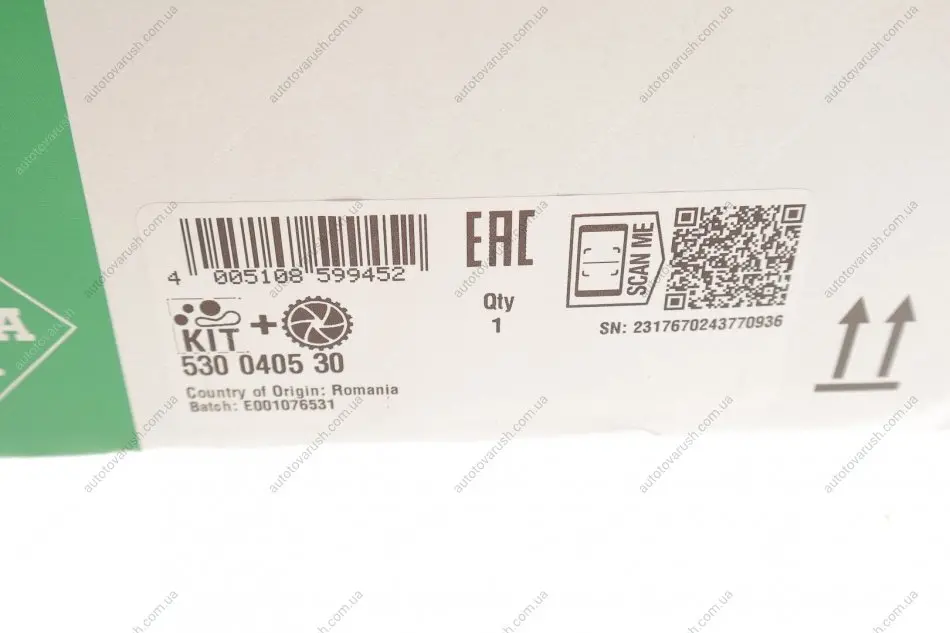 A
4 005108 599452
EAC
SCAN ME
Qty
1
SN: 2317670243770936
KIT +
530 0405 30
Country of Origin: Romania
Batch: E001076531
autotovarush.com.ua